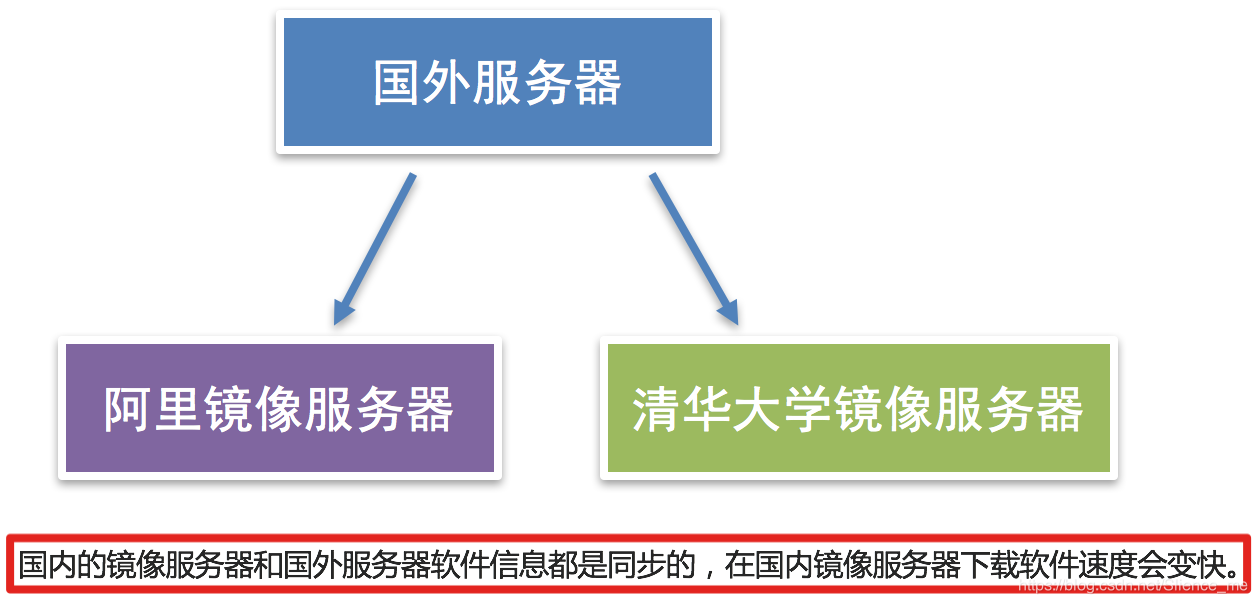 国外服务器
阿里镜像服务器
清华大学镜像服务器
国内的镜像服务器和国外服务器软件信息都是同步的，在国内镜像服务器下载软件速度会变快。
https://blog.csdn.net/Silence_me